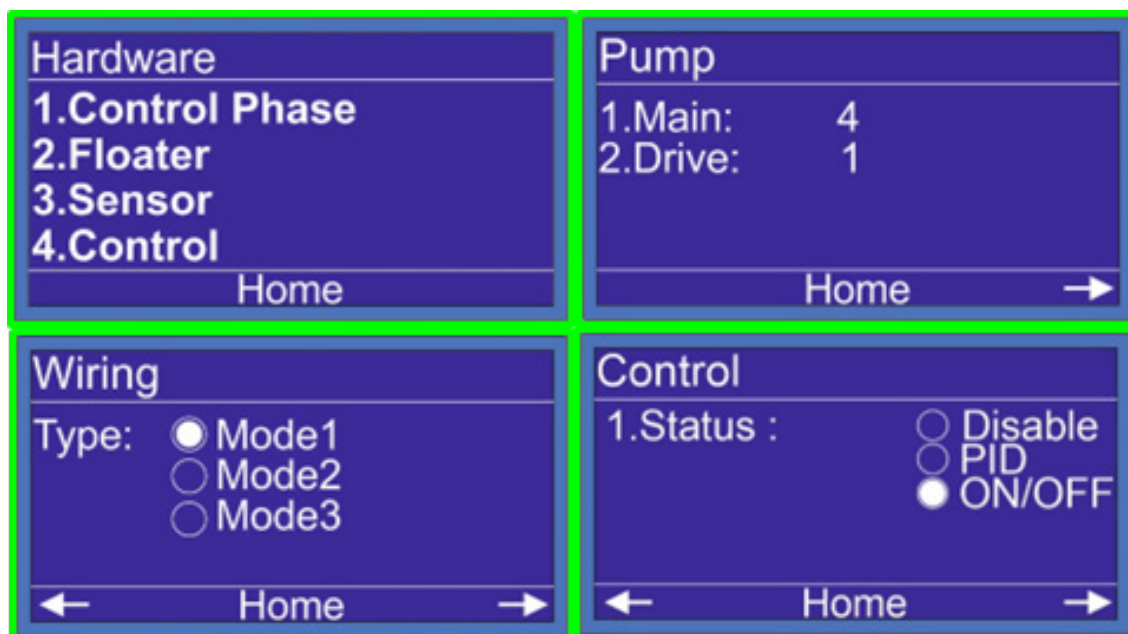 Hardware
1.Control Phase
2.Floater
3.Sensor
4.Control
Home
Pump
1.Main: 4
2.Drive: 1
Home →
Wiring
Type: Mode1
Mode2
Mode3
← Home →
Control
1.Status : Disable
PID
ON/OFF
← Home →